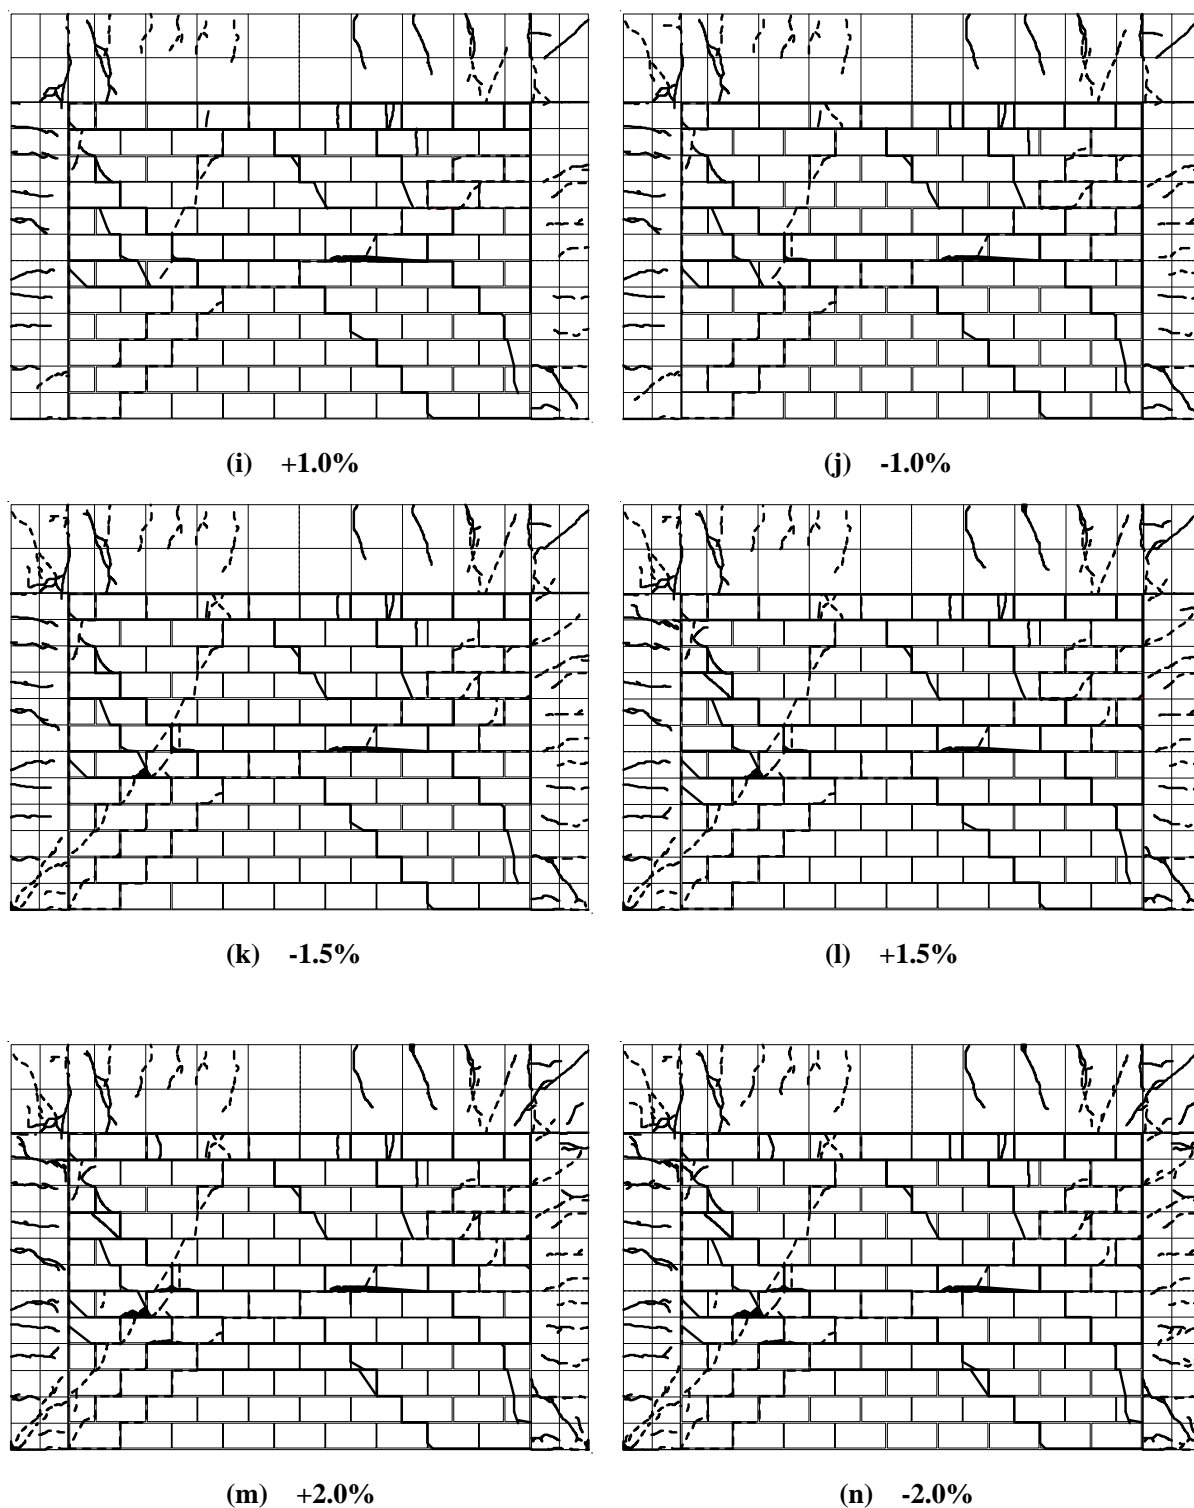 (i) +1.0%
(j) -1.0%
(k) -1.5%
(l) +1.5%
(m) +2.0%
(n) -2.0%